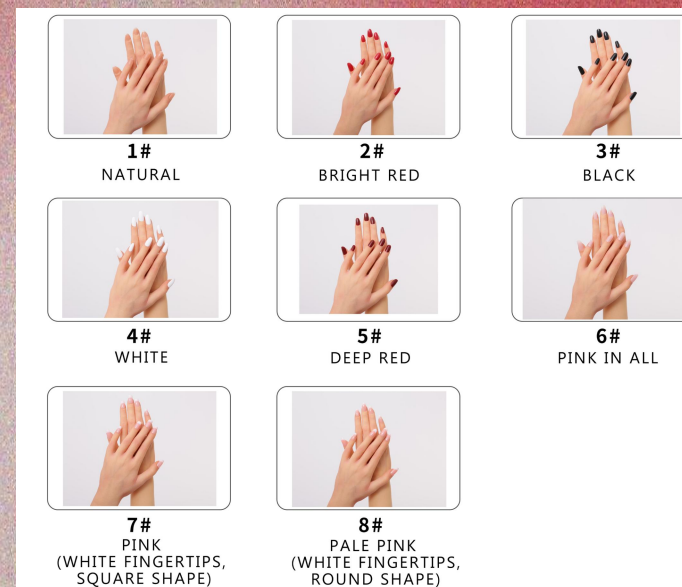 1#
NATURAL
2#
BRIGHT RED
3#
BLACK
4#
WHITE
5#
DEEP RED
6#
PINK IN ALL
7#
PINK
(WHITE FINGERTIPS,
SQUARE SHAPE)
8#
PALE PINK
(WHITE FINGERTIPS,
ROUND SHAPE)